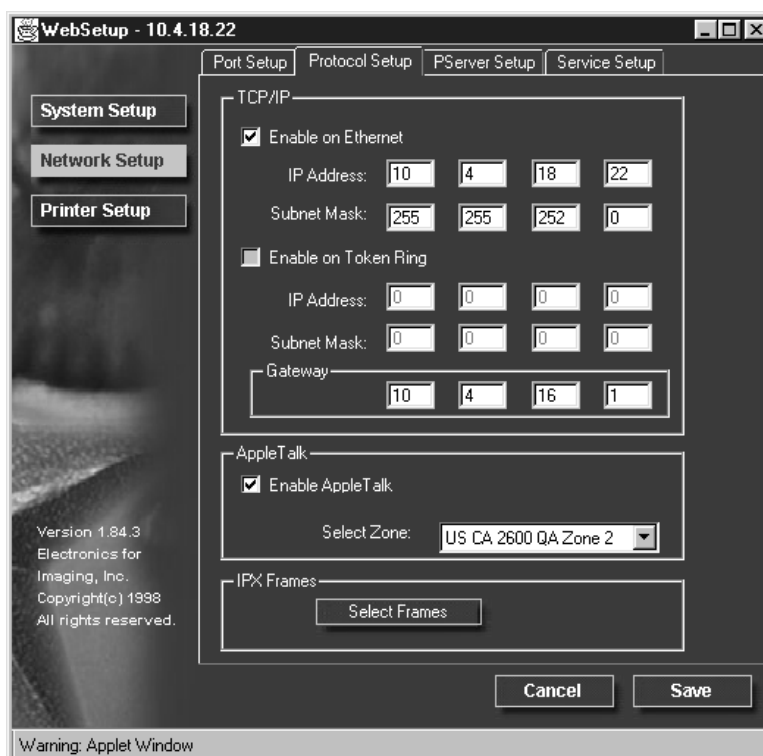 WebSetup - 10.4.18.22
Port Setup Protocol Setup PServer Setup Service Setup
System Setup
Network Setup
Printer Setup
TCP/IP
Enable on Ethernet
IP Address: 10 4 18 22
Subnet Mask: 255 255 252 0
Enable on Token Ring
IP Address: 0 0 0 0
Subnet Mask: 0 0 0 0
Gateway
10 4 16 1
AppleTalk
Enable AppleTalk
Select Zone: US CA 2600 QA Zone 2
IPX Frames
Select Frames
Version 1.84.3
Electronics for
Imaging, Inc.
Copyright(c) 1998
All rights reserved.
Cancel Save
Warning: Applet Window